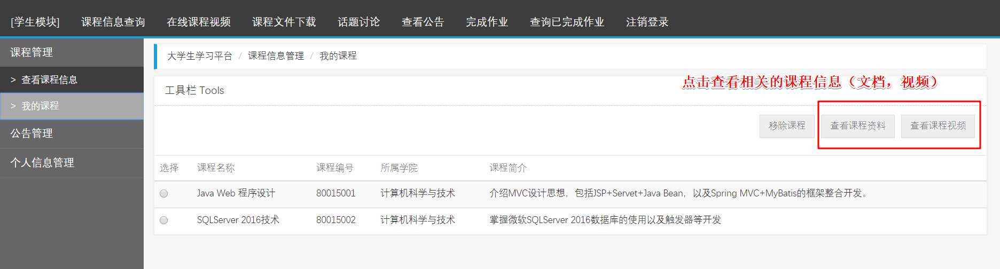 [学生模块] 课程信息查询 在线课程视频 课程文件下载 话题讨论 查看公告 完成作业 查询已完成作业 注销登录
课程管理
> 查看课程信息
> 我的课程
公告管理
个人信息管理
大学生学习平台 / 课程信息管理 / 我的课程
点击查看相关的课程信息（文档，视频）
工具栏 Tools
移除课程 查看课程资料 查看课程视频
选择 课程名称 课程编号 所属学院 课程简介
Java Web 程序设计 80015001 计算机科学与技术 介绍MVC设计思想，包括JSP+Servet+Java Bean，以及Spring MVC+MyBatis的框架整合开发。
SQLServer 2016技术 80015002 计算机科学与技术 掌握微软SQLServer 2016数据库的使用以及触发器等开发